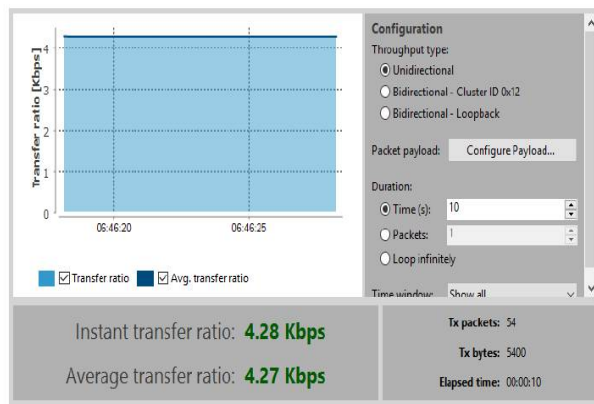 Transfer ratio [Kbps]
4
3
2
1
0
06:46:20
06:46:25
Transfer ratio
Avg. transfer ratio
Configuration
Throughput type:
Unidirectional
Bidirectional - Cluster ID 0x12
Bidirectional - Loopback
Packet payload: Configure Payload...
Duration:
Time (s): 10
Packets: 1
Loop infinitely
Time window: Show all
Instant transfer ratio: 4.28 Kbps
Average transfer ratio: 4.27 Kbps
Tx packets: 54
Tx bytes: 5400
Elapsed time: 00:00:10